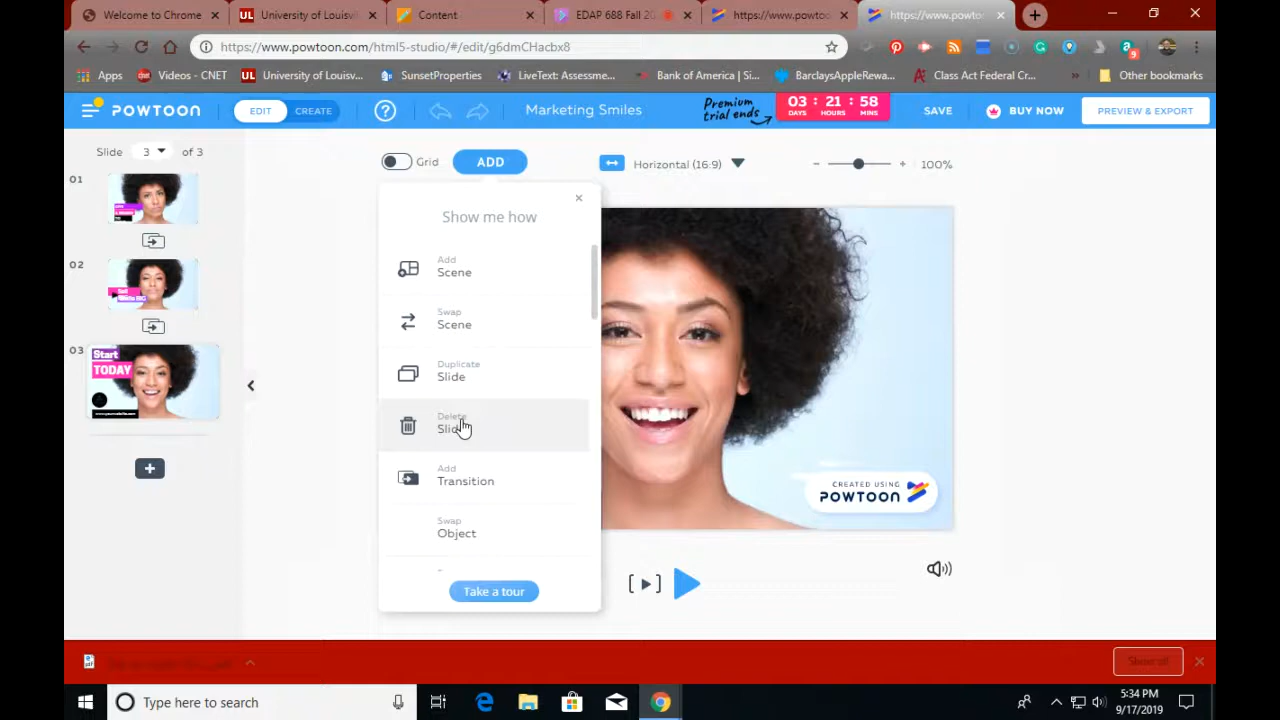 Welcome to Chrome
University of Louisvill
Content
EDAP 688 Fall 20
https://www.powtoo
https://www.powto
https://www.powtoon.com/html5-studio/#/edit/g6dmCHacbx8
Apps
Videos - CNET
University of Louisv...
SunsetProperties
LiveText: Assessme...
Bank of America | Si...
BarclaysAppleRewa...
Class Act Federal Cr...
»
Other bookmarks
POWTOON
EDIT
CREATE
?
Marketing Smiles
Premium
trial ends
03 : 21 : 58
DAYS HOURS MINS
SAVE
BUY NOW
PREVIEW & EXPORT
Slide 3 of 3
Grid
ADD
Horizontal (16:9)
− + 100%
01
02
03
Start
TODAY
Show me how
Add
Scene
Swap
Scene
Duplicate
Slide
Delete
Slide
Add
Transition
Swap
Object
Take a tour
CREATED USING
POWTOON
Show all
Type here to search
5:34 PM
9/17/2019